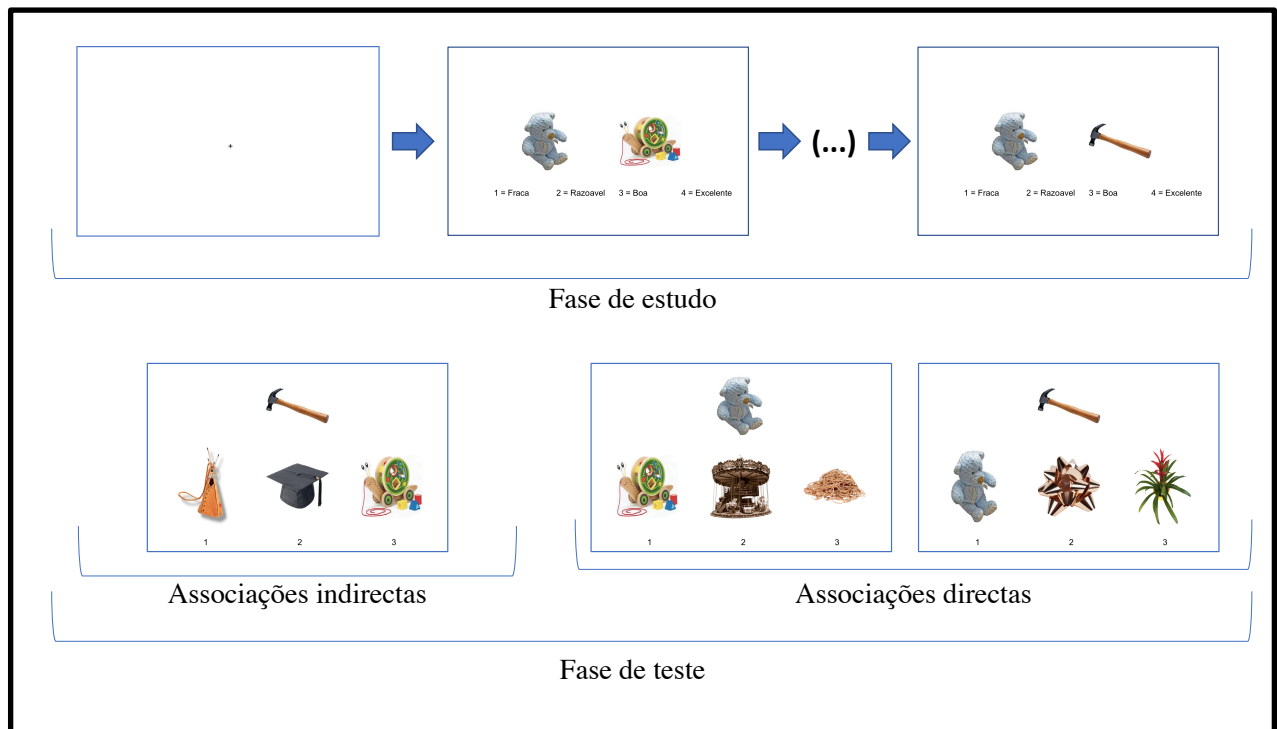 +
1 = Fraca 2 = Razoavel 3 = Boa 4 = Excelente
(...)
1 = Fraca 2 = Razoavel 3 = Boa 4 = Excelente
Fase de estudo
1 2 3
1 2 3
1 2 3
Associações indirectas
Associações directas
Fase de teste